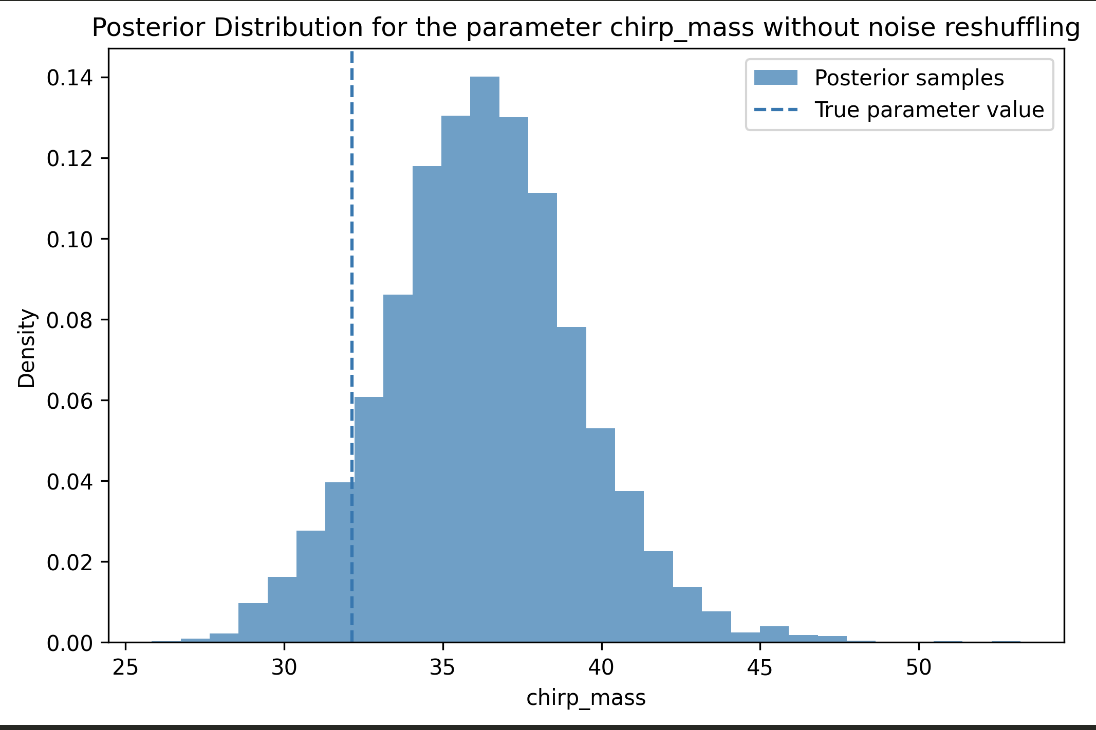 Posterior Distribution for the parameter chirp_mass without noise reshuffling
Posterior samples
True parameter value
Density
0.14
0.12
0.10
0.08
0.06
0.04
0.02
0.00
25 30 35 40 45 50
chirp_mass